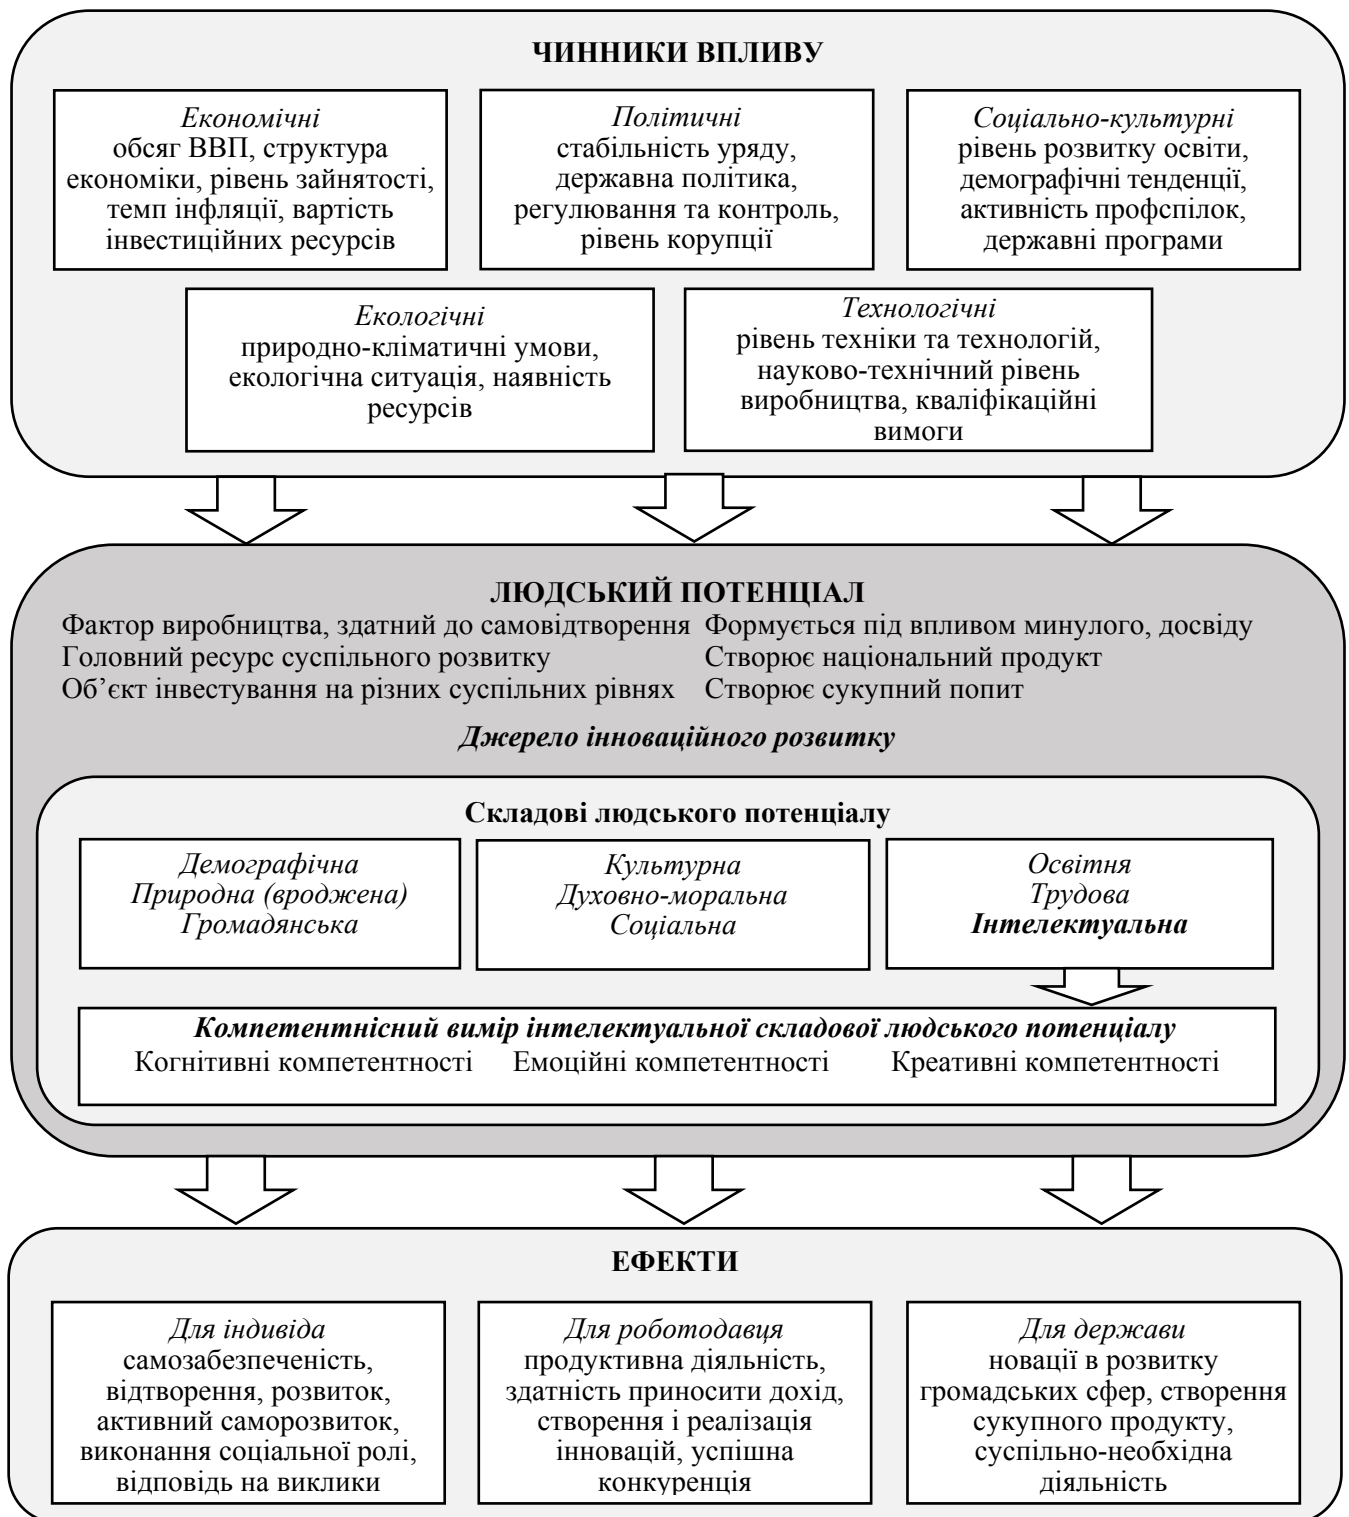 ЧИННИКИ ВПЛИВУ
Економічні
обсяг ВВП, структура
економіки, рівень зайнятості,
темп інфляції, вартість
інвестиційних ресурсів
Політичні
стабільність уряду,
державна політика,
регулювання та контроль,
рівень корупції
Соціально-культурні
рівень розвитку освіти,
демографічні тенденції,
активність профспілок,
державні програми
Екологічні
природно-кліматичні умови,
екологічна ситуація, наявність
ресурсів
Технологічні
рівень техніки та технологій,
науково-технічний рівень
виробництва, кваліфікаційні
вимоги
ЛЮДСЬКИЙ ПОТЕНЦІАЛ
Фактор виробництва, здатний до самовідтворення Формується під впливом минулого, досвіду
Головний ресурс суспільного розвитку Створює національний продукт
Об’єкт інвестування на різних суспільних рівнях Створює сукупний попит
Джерело інноваційного розвитку
Складові людського потенціалу
Демографічна
Природна (вроджена)
Громадянська
Культурна
Духовно-моральна
Соціальна
Освітня
Трудова
Інтелектуальна
Компетентнісний вимір інтелектуальної складової людського потенціалу
Когнітивні компетентності Емоційні компетентності Креативні компетентності
ЕФЕКТИ
Для індивіда
самозабезпеченість,
відтворення, розвиток,
активний саморозвиток,
виконання соціальної ролі,
відповідь на виклики
Для роботодавця
продуктивна діяльність,
здатність приносити дохід,
створення і реалізація
інновацій, успішна
конкуренція
Для держави
новації в розвитку
громадських сфер, створення
сукупного продукту,
суспільно-необхідна
діяльність